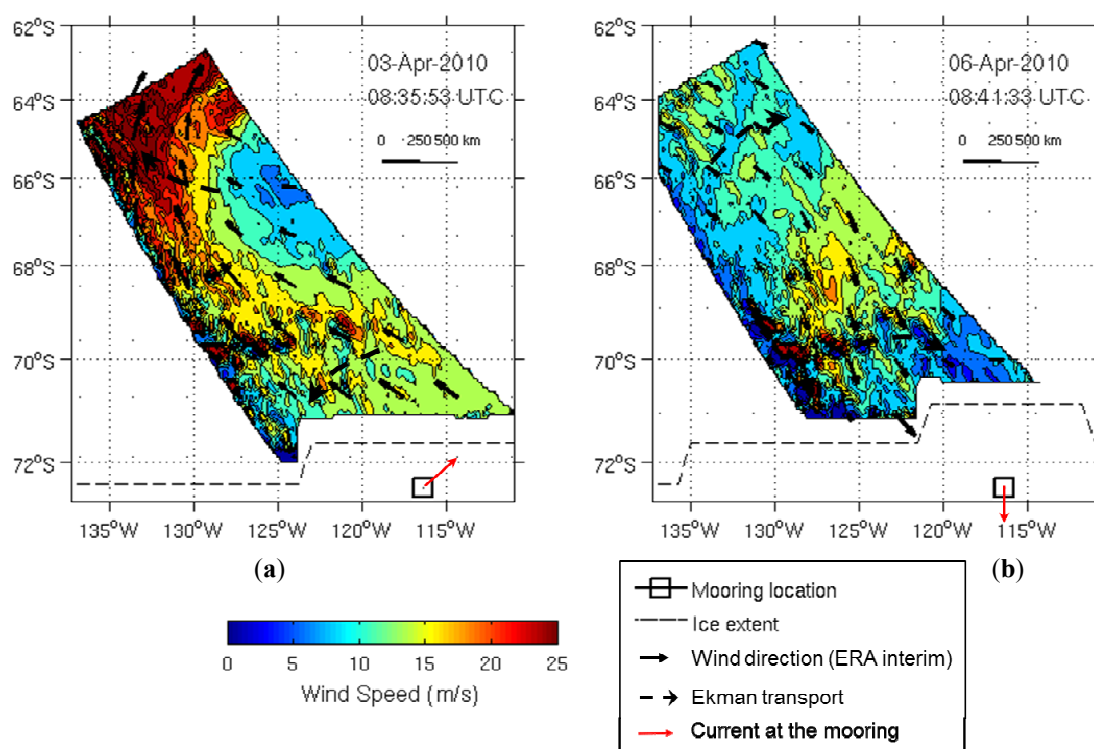 62°S
64°S
66°S
68°S
70°S
72°S
03-Apr-2010
08:35:53 UTC
0 250 500 km
135°W 130°W 125°W 120°W 115°W
(a)
62°S
64°S
66°S
68°S
70°S
72°S
06-Apr-2010
08:41:33 UTC
0 250 500 km
135°W 130°W 125°W 120°W 115°W
(b)
0 5 10 15 20 25
Wind Speed (m/s)
Mooring location
Ice extent
Wind direction (ERA interim)
Ekman transport
Current at the mooring